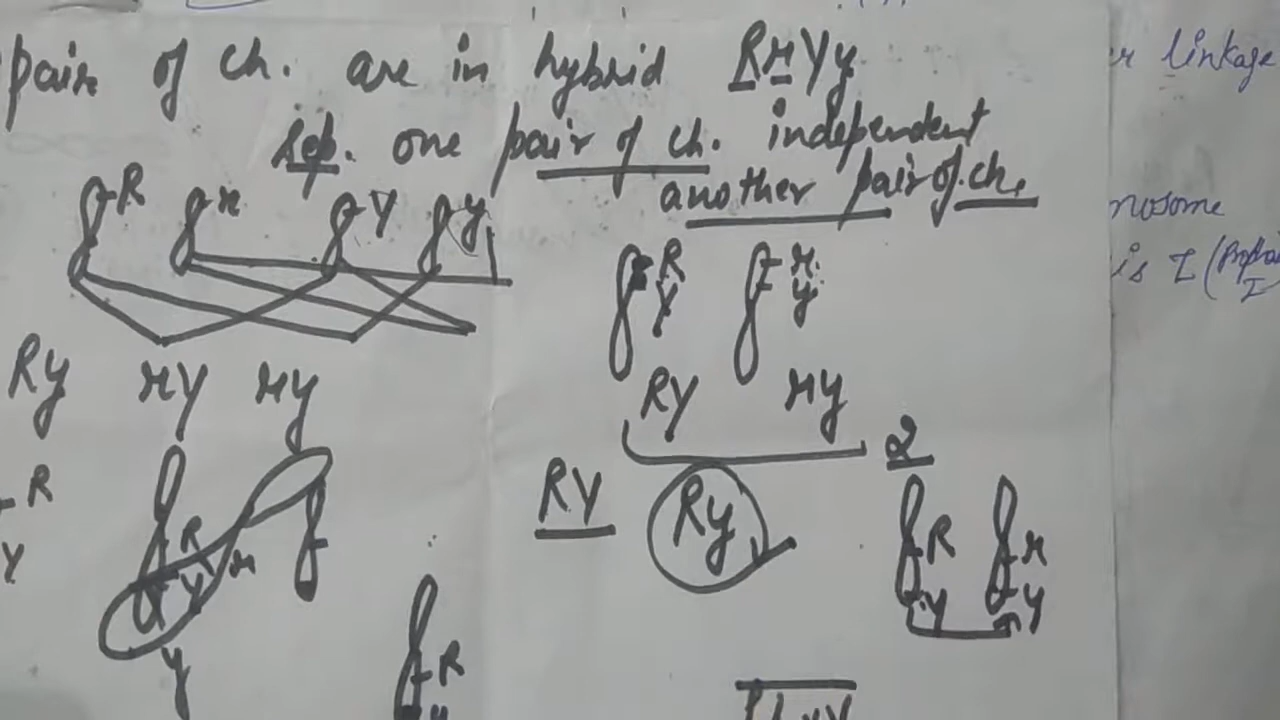 pair of ch. are in hybrid RrYy
sep. one pair of ch. independent
another pair of ch.
R r Y y
R r
Y y
RY ry
Ry rY ry
2
RY Ry
R
Y
R
Y r
y
R r
Y y
R
y
r linkage
nosome
is I (Propha
I